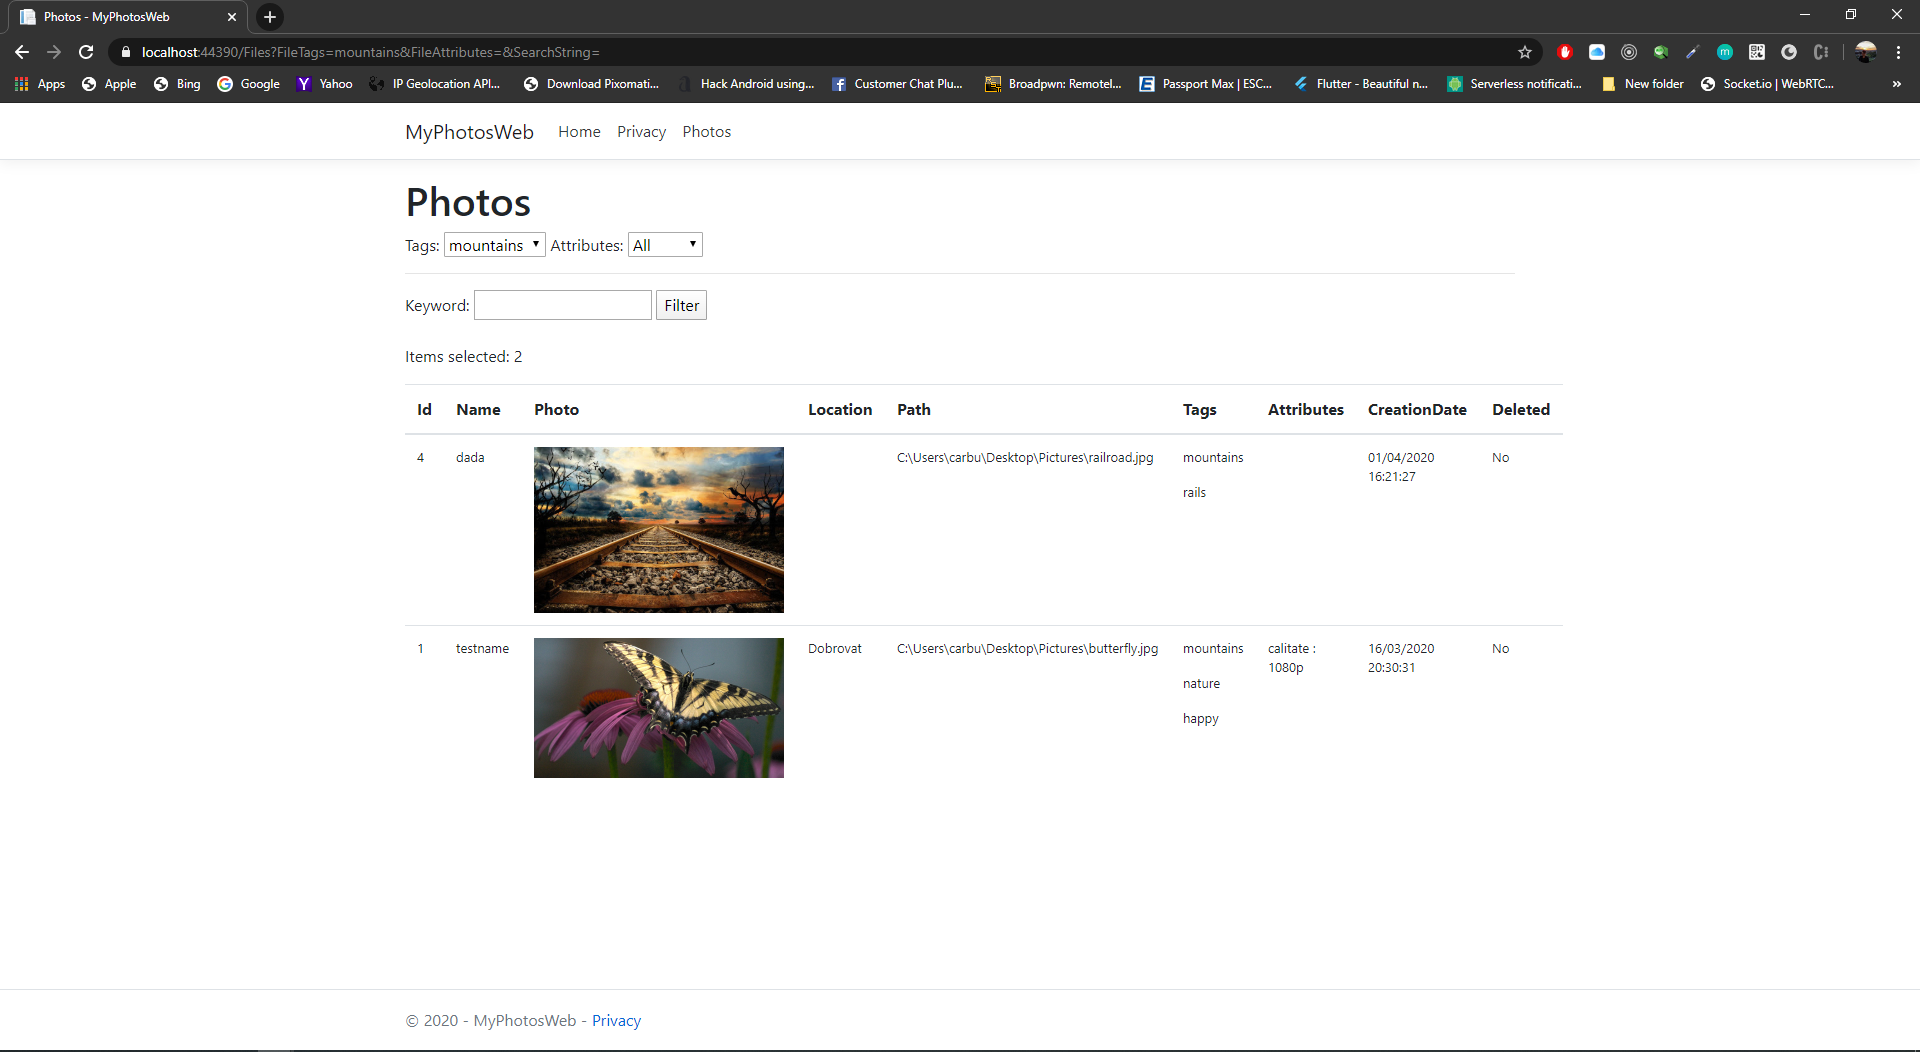 Photos - MyPhotosWeb
localhost:44390/Files?FileTags=mountains&FileAttributes=&SearchString=
Apps Apple Bing Google Yahoo IP Geolocation API... Download Pixomati... Hack Android using... Customer Chat Plu... Broadpwn: Remotel... Passport Max | ESC... Flutter - Beautiful n... Serverless notificati... New folder Socket.io | WebRTC... »
MyPhotosWeb Home Privacy Photos
Photos
Tags: mountains Attributes: All
Keyword: Filter
Items selected: 2
Id Name Photo Location Path Tags Attributes CreationDate Deleted
4 dada C:\Users\carbu\Desktop\Pictures\railroad.jpg mountains 01/04/2020 No
16:21:27
rails
1 testname Dobrovat C:\Users\carbu\Desktop\Pictures\butterfly.jpg mountains calitate : 16/03/2020 No
1080p 20:30:31
nature
happy
© 2020 - MyPhotosWeb - Privacy